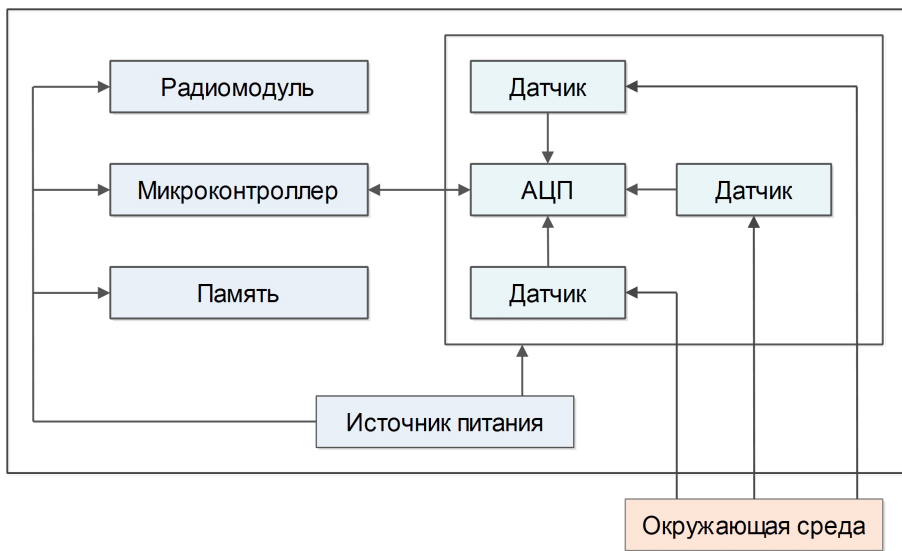 Радиомодуль
Датчик
Микроконтроллер
АЦП
Датчик
Память
Датчик
Источник питания
Окружающая среда